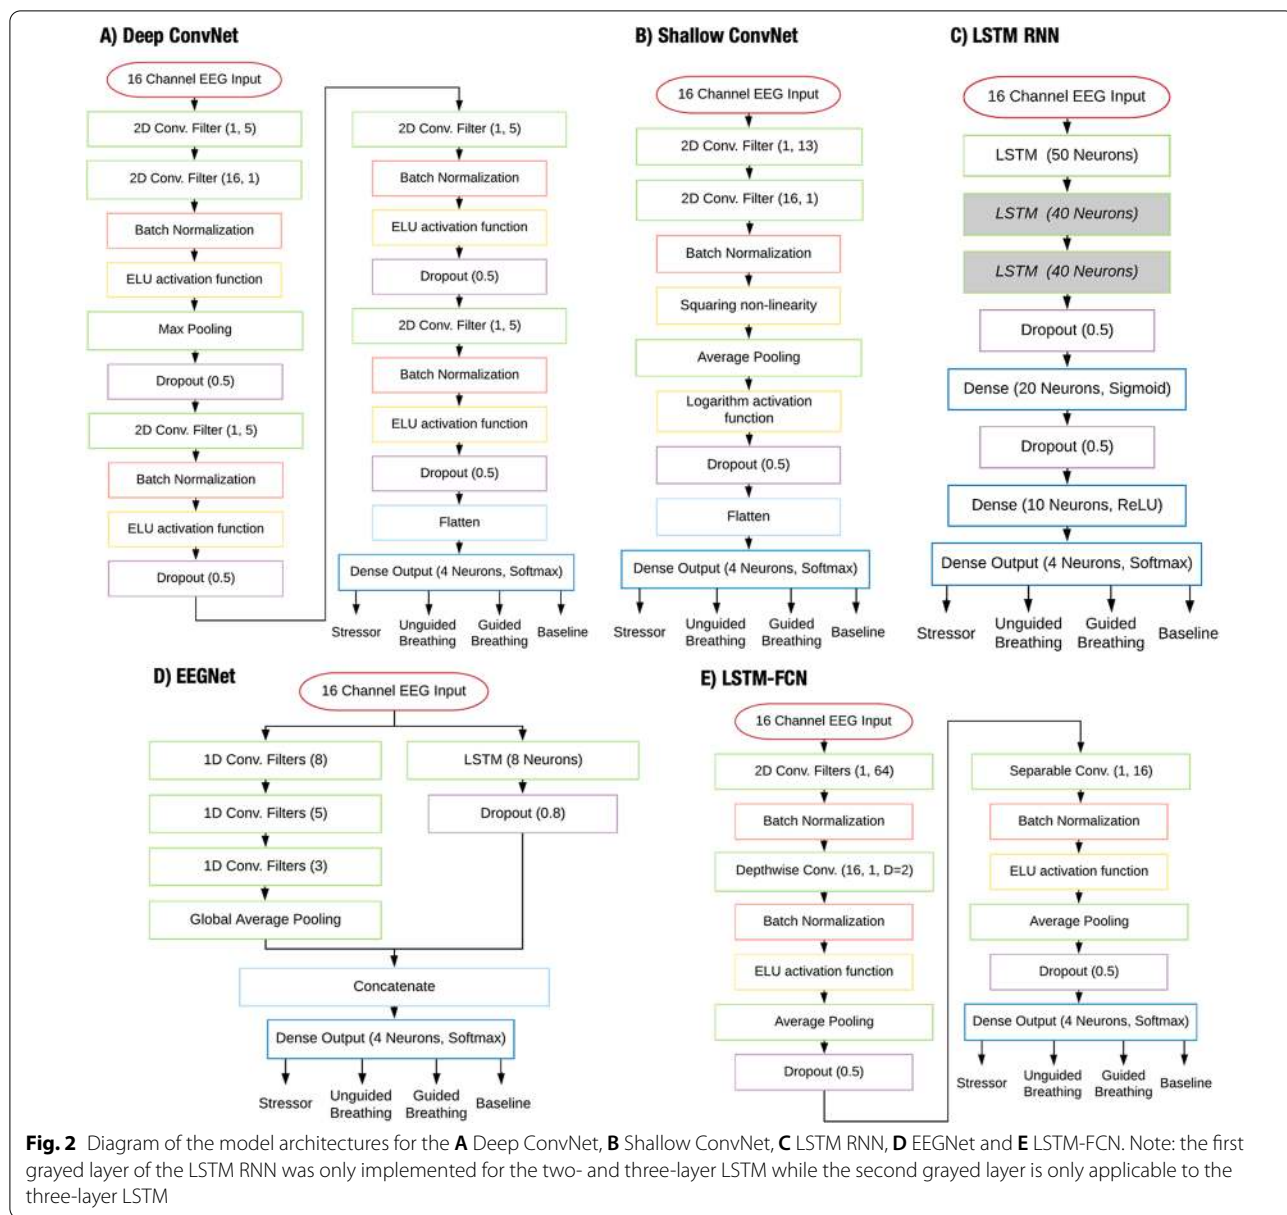 A) Deep ConvNet
16 Channel EEG Input
2D Conv. Filter (1, 5)
2D Conv. Filter (16, 1)
Batch Normalization
ELU activation function
Max Pooling
Dropout (0.5)
2D Conv. Filter (1, 5)
Batch Normalization
ELU activation function
Dropout (0.5)
2D Conv. Filter (1, 5)
Batch Normalization
ELU activation function
Dropout (0.5)
2D Conv. Filter (1, 5)
Batch Normalization
ELU activation function
Dropout (0.5)
Flatten
Dense Output (4 Neurons, Softmax)
Stressor
Unguided
Breathing
Guided
Breathing
Baseline
B) Shallow ConvNet
16 Channel EEG Input
2D Conv. Filter (1, 13)
2D Conv. Filter (16, 1)
Batch Normalization
Squaring non-linearity
Average Pooling
Logarithm activation
function
Dropout (0.5)
Flatten
Dense Output (4 Neurons, Softmax)
Stressor
Unguided
Breathing
Guided
Breathing
Baseline
C) LSTM RNN
16 Channel EEG Input
LSTM (50 Neurons)
LSTM (40 Neurons)
LSTM (40 Neurons)
Dropout (0.5)
Dense (20 Neurons, Sigmoid)
Dropout (0.5)
Dense (10 Neurons, ReLU)
Dense Output (4 Neurons, Softmax)
Stressor
Unguided
Breathing
Guided
Breathing
Baseline
D) EEGNet
16 Channel EEG Input
1D Conv. Filters (8)
1D Conv. Filters (5)
1D Conv. Filters (3)
Global Average Pooling
LSTM (8 Neurons)
Dropout (0.8)
Concatenate
Dense Output (4 Neurons, Softmax)
Stressor
Unguided
Breathing
Guided
Breathing
Baseline
E) LSTM-FCN
16 Channel EEG Input
2D Conv. Filters (1, 64)
Batch Normalization
Depthwise Conv. (16, 1, D=2)
Batch Normalization
ELU activation function
Average Pooling
Dropout (0.5)
Separable Conv. (1, 16)
Batch Normalization
ELU activation function
Average Pooling
Dropout (0.5)
Dense Output (4 Neurons, Softmax)
Stressor
Unguided
Breathing
Guided
Breathing
Baseline
Fig. 2 Diagram of the model architectures for the A Deep ConvNet, B Shallow ConvNet, C LSTM RNN, D EEGNet and E LSTM-FCN. Note: the first
grayed layer of the LSTM RNN was only implemented for the two- and three-layer LSTM while the second grayed layer is only applicable to the
three-layer LSTM